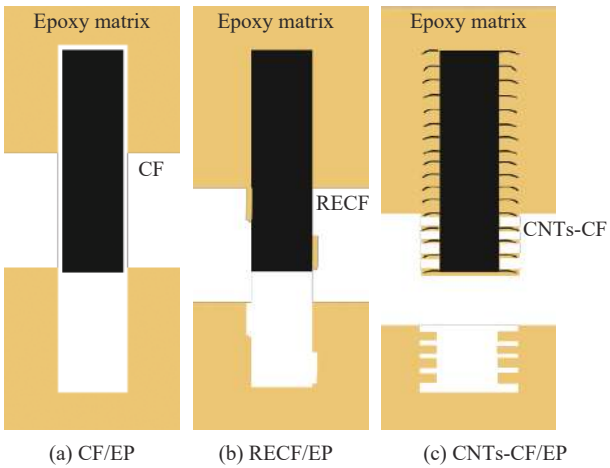 Epoxy matrix
Epoxy matrix
Epoxy matrix
CF
RECF
CNTs-CF
(a) CF/EP
(b) RECF/EP
(c) CNTs-CF/EP